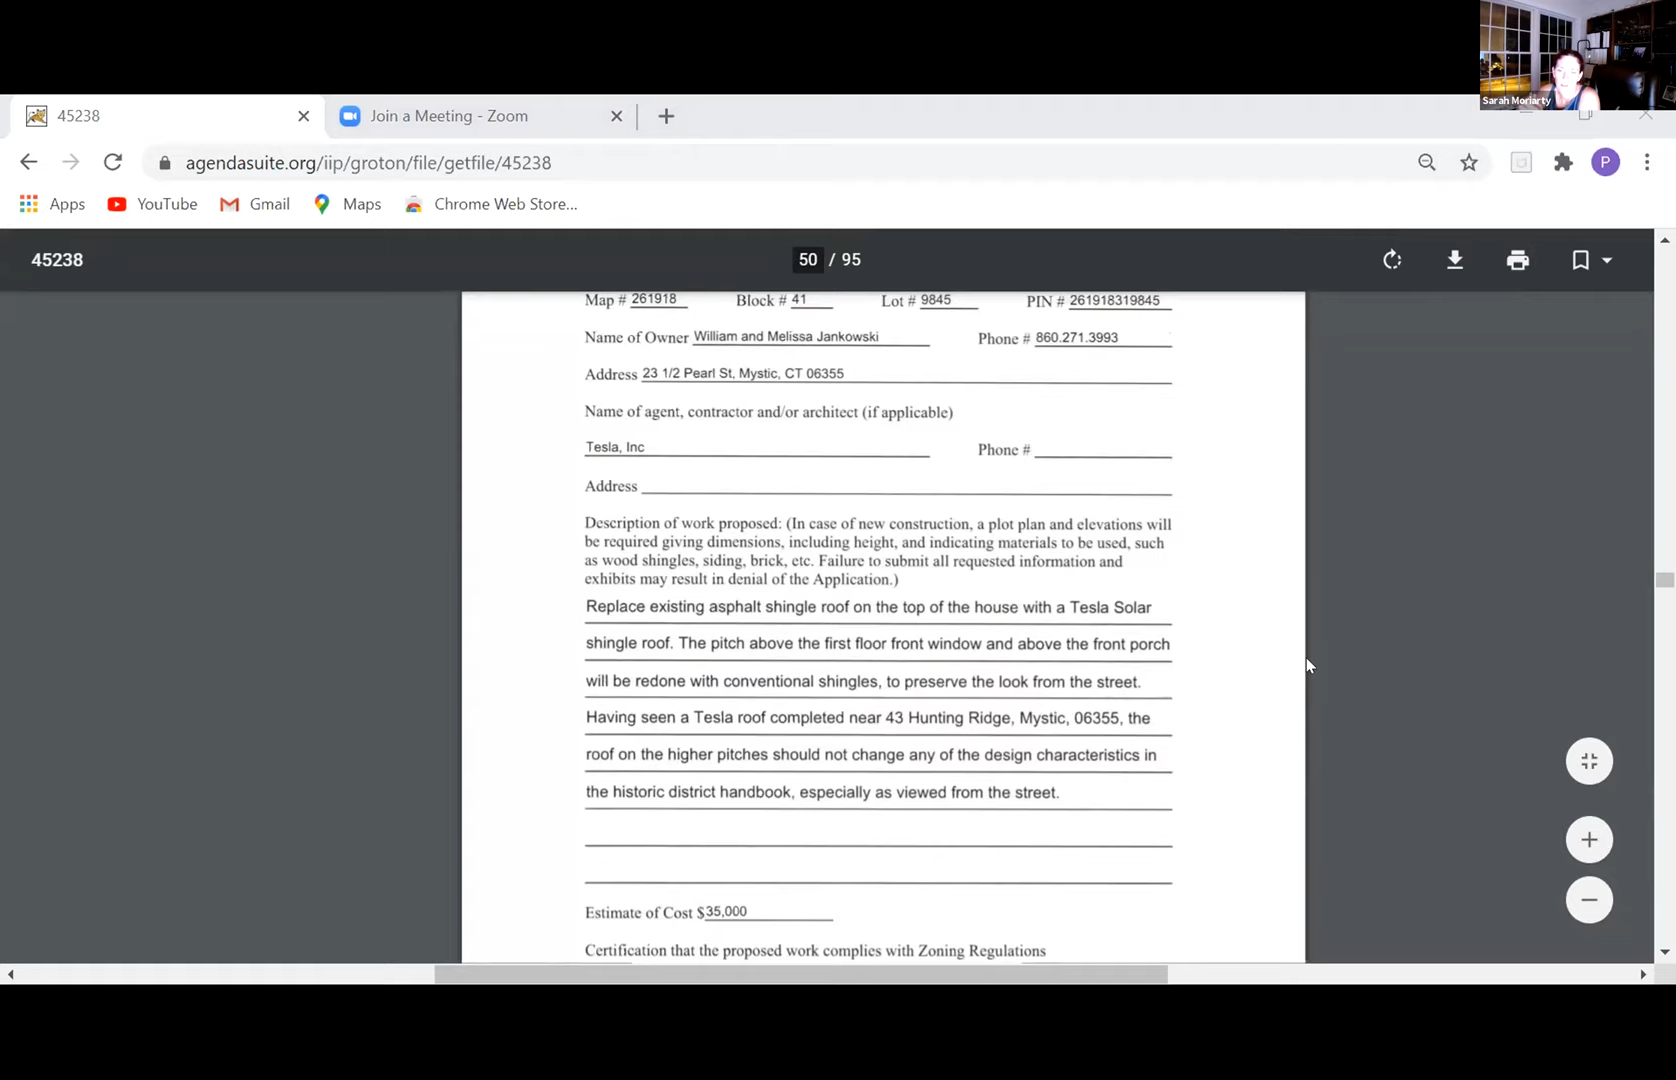 Sarah Moriarty
45238
Join a Meeting - Zoom
agendasuite.org/iip/groton/file/getfile/45238
P
Apps
YouTube
Gmail
Maps
Chrome Web Store...
45238
50 / 95
Map # 261918 Block # 41 Lot # 9845 PIN # 261918319845
Name of Owner William and Melissa Jankowski Phone # 860.271.3993
Address 23 1/2 Pearl St, Mystic, CT 06355
Name of agent, contractor and/or architect (if applicable)
Tesla, Inc Phone #
Address
Description of work proposed: (In case of new construction, a plot plan and elevations will
be required giving dimensions, including height, and indicating materials to be used, such
as wood shingles, siding, brick, etc. Failure to submit all requested information and
exhibits may result in denial of the Application.)
Replace existing asphalt shingle roof on the top of the house with a Tesla Solar
shingle roof. The pitch above the first floor front window and above the front porch
will be redone with conventional shingles, to preserve the look from the street.
Having seen a Tesla roof completed near 43 Hunting Ridge, Mystic, 06355, the
roof on the higher pitches should not change any of the design characteristics in
the historic district handbook, especially as viewed from the street.
Estimate of Cost $35,000
Certification that the proposed work complies with Zoning Regulations